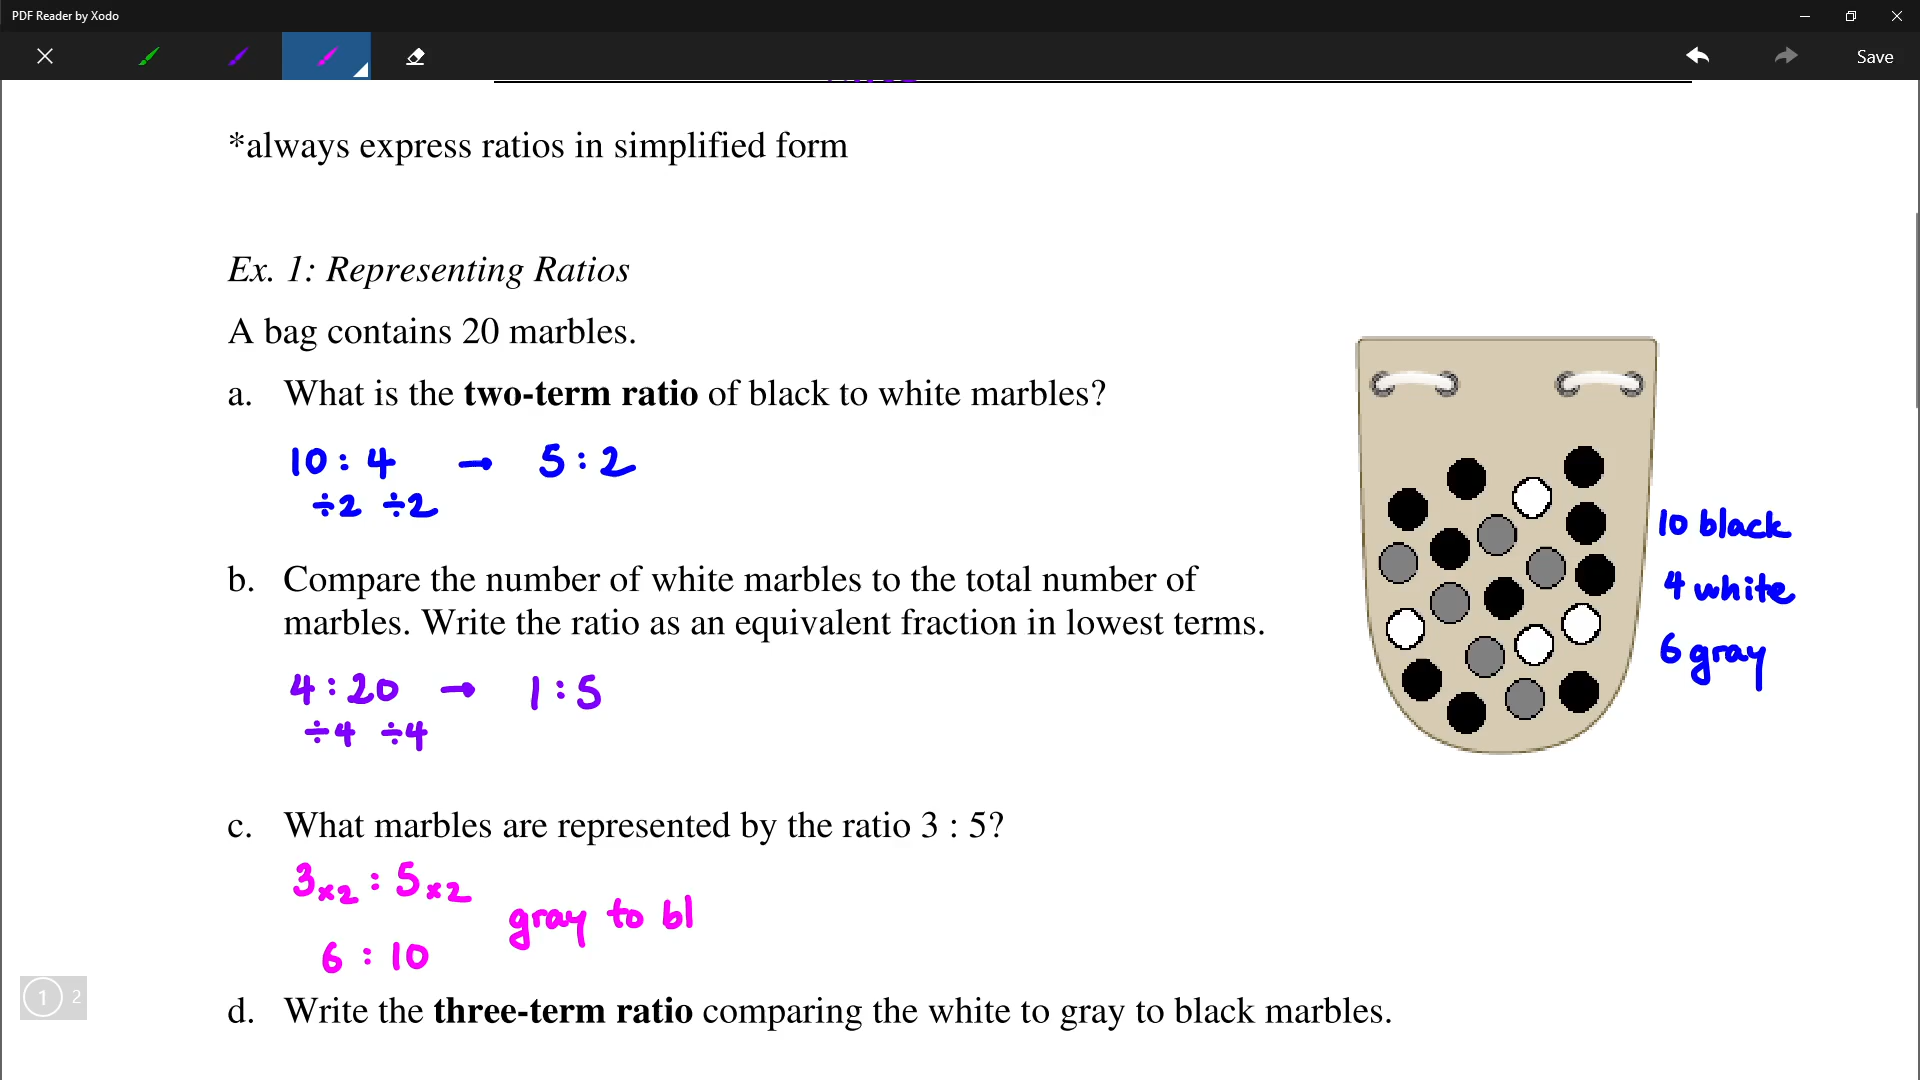 PDF Reader by Xodo
Save
*always express ratios in simplified form
Ex. 1: Representing Ratios
A bag contains 20 marbles.
a. What is the two-term ratio of black to white marbles?
10 : 4 → 5 : 2
÷2 ÷2
10 black
4 white
6 gray
b. Compare the number of white marbles to the total number of
marbles. Write the ratio as an equivalent fraction in lowest terms.
4 : 20 → 1 : 5
÷4 ÷4
c. What marbles are represented by the ratio 3 : 5?
3×2 : 5×2
gray to bl
6 : 10
d. Write the three-term ratio comparing the white to gray to black marbles.
1 2